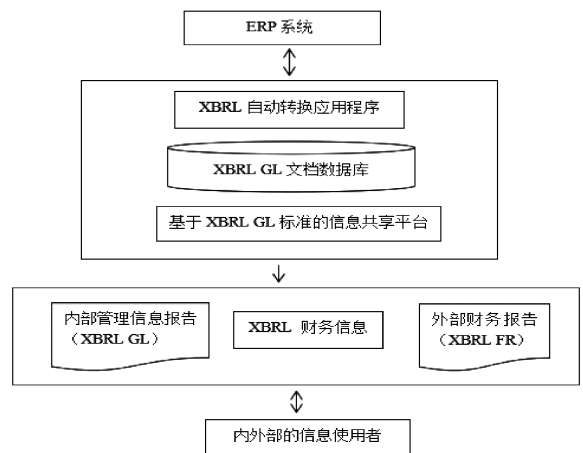 ERP 系统
XBRL 自动转换应用程序
XBRL GL 文档数据库
基于 XBRL GL 标准的信息共享平台
内部管理信息报告
（XBRL GL）
XBRL 财务信息
外部财务报告
（XBRL FR）
内外部的信息使用者